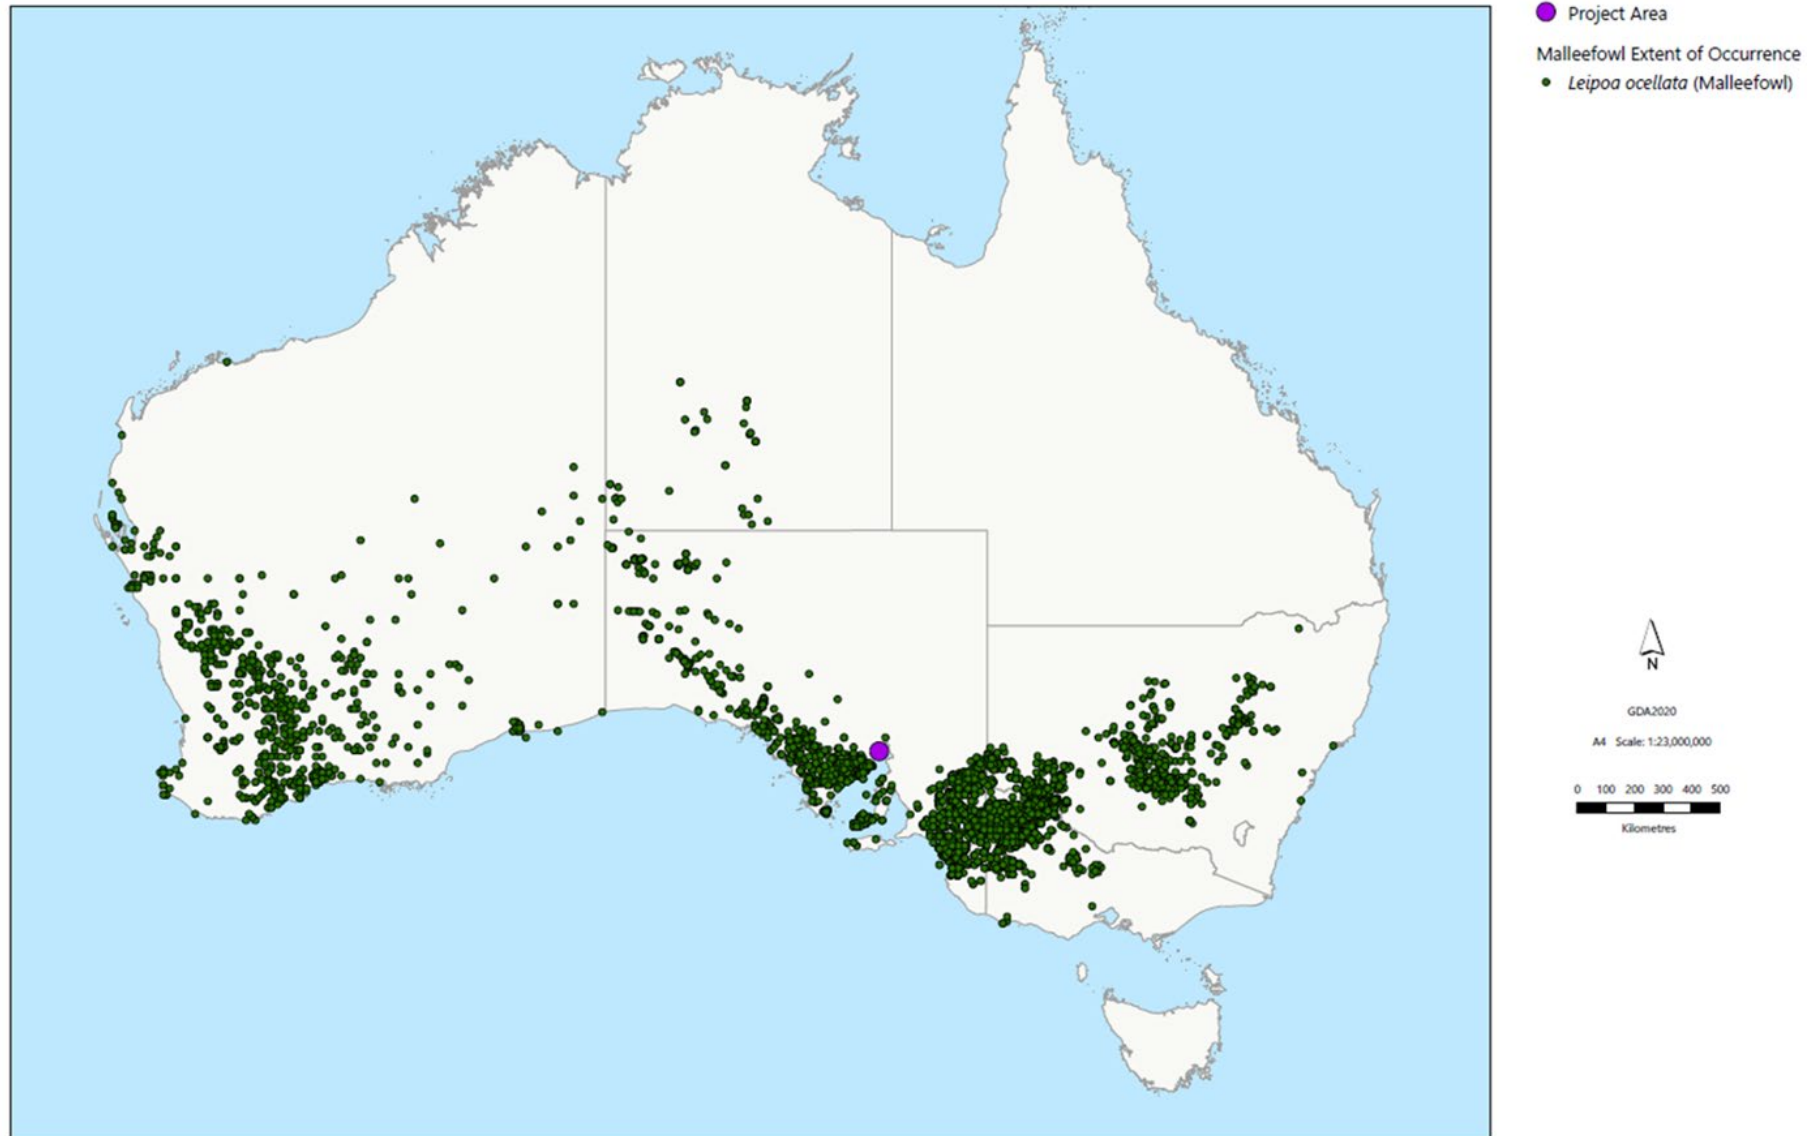 Project Area
Malleefowl Extent of Occurrence
Leipoa ocellata (Malleefowl)
N
GDA2020
A4 Scale: 1:23,000,000
0 100 200 300 400 500
Kilometres